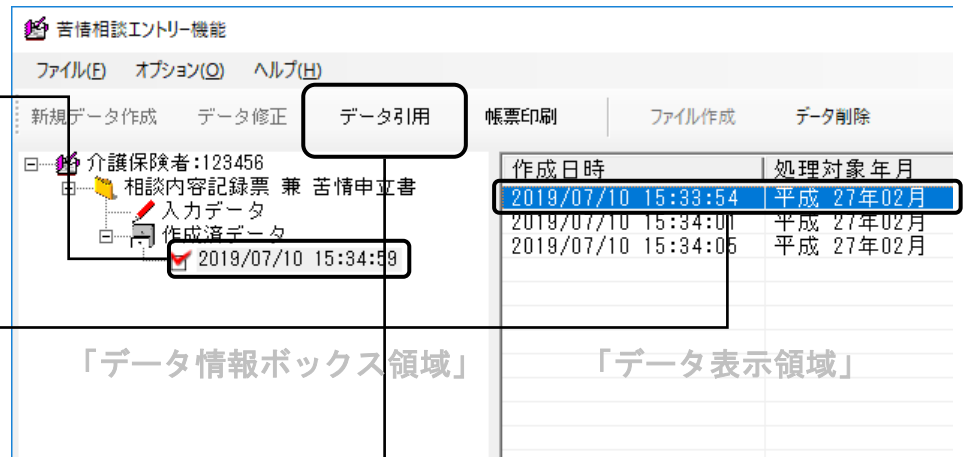 苦情相談エントリー機能
ファイル(F) オプション(O) ヘルプ(H)
新規データ作成 データ修正 データ引用 帳票印刷 ファイル作成 データ削除
介護保険者:123456
相談内容記録票 兼 苦情申立書
入力データ
作成済データ
2019/07/10 15:34:59
作成日時 処理対象年月
2019/07/10 15:33:54 平成 27年02月
2019/07/10 15:34:01 平成 27年02月
2019/07/10 15:34:05 平成 27年02月
「データ情報ボックス領域」 「データ表示領域」